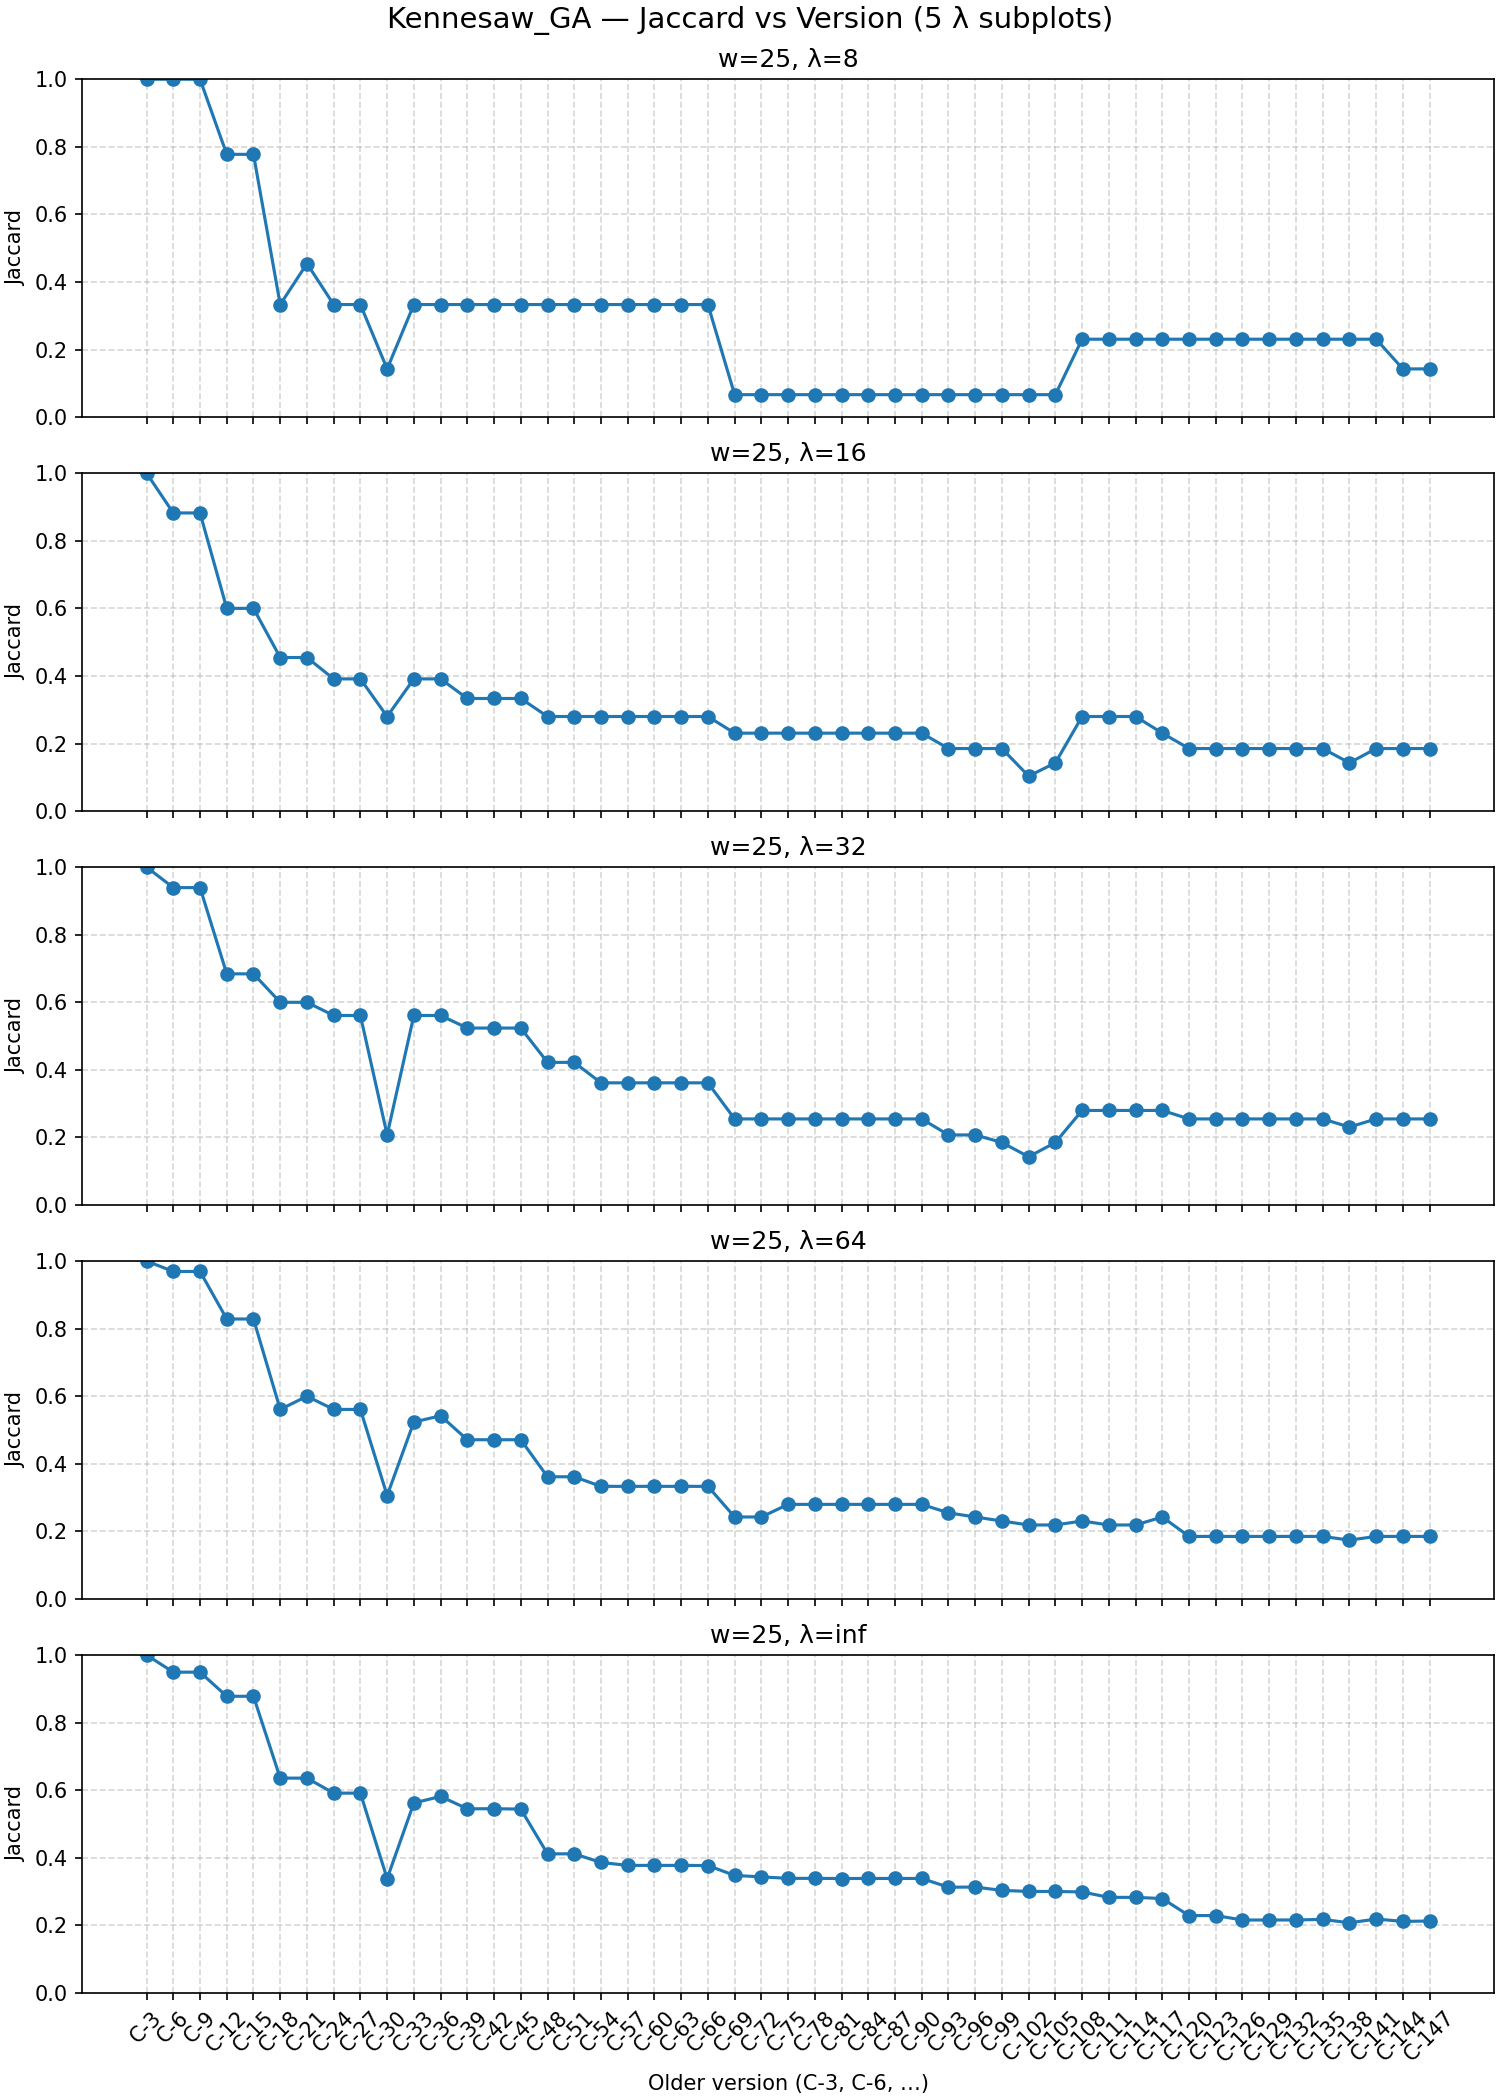 Kennesaw_GA — Jaccard vs Version (5 λ subplots)
w=25, λ=8
1.0
0.8
0.6
0.4
0.2
0.0
Jaccard
w=25, λ=16
1.0
0.8
0.6
0.4
0.2
0.0
Jaccard
w=25, λ=32
1.0
0.8
0.6
0.4
0.2
0.0
Jaccard
w=25, λ=64
1.0
0.8
0.6
0.4
0.2
0.0
Jaccard
w=25, λ=inf
1.0
0.8
0.6
0.4
0.2
0.0
Jaccard
C-3
C-6
C-9
C-12
C-15
C-18
C-21
C-24
C-27
C-30
C-33
C-36
C-39
C-42
C-45
C-48
C-51
C-54
C-57
C-60
C-63
C-66
C-69
C-72
C-75
C-78
C-81
C-84
C-87
C-90
C-93
C-96
C-99
C-102
C-105
C-108
C-111
C-114
C-117
C-120
C-123
C-126
C-129
C-132
C-135
C-138
C-141
C-144
C-147
Older version (C-3, C-6, ...)